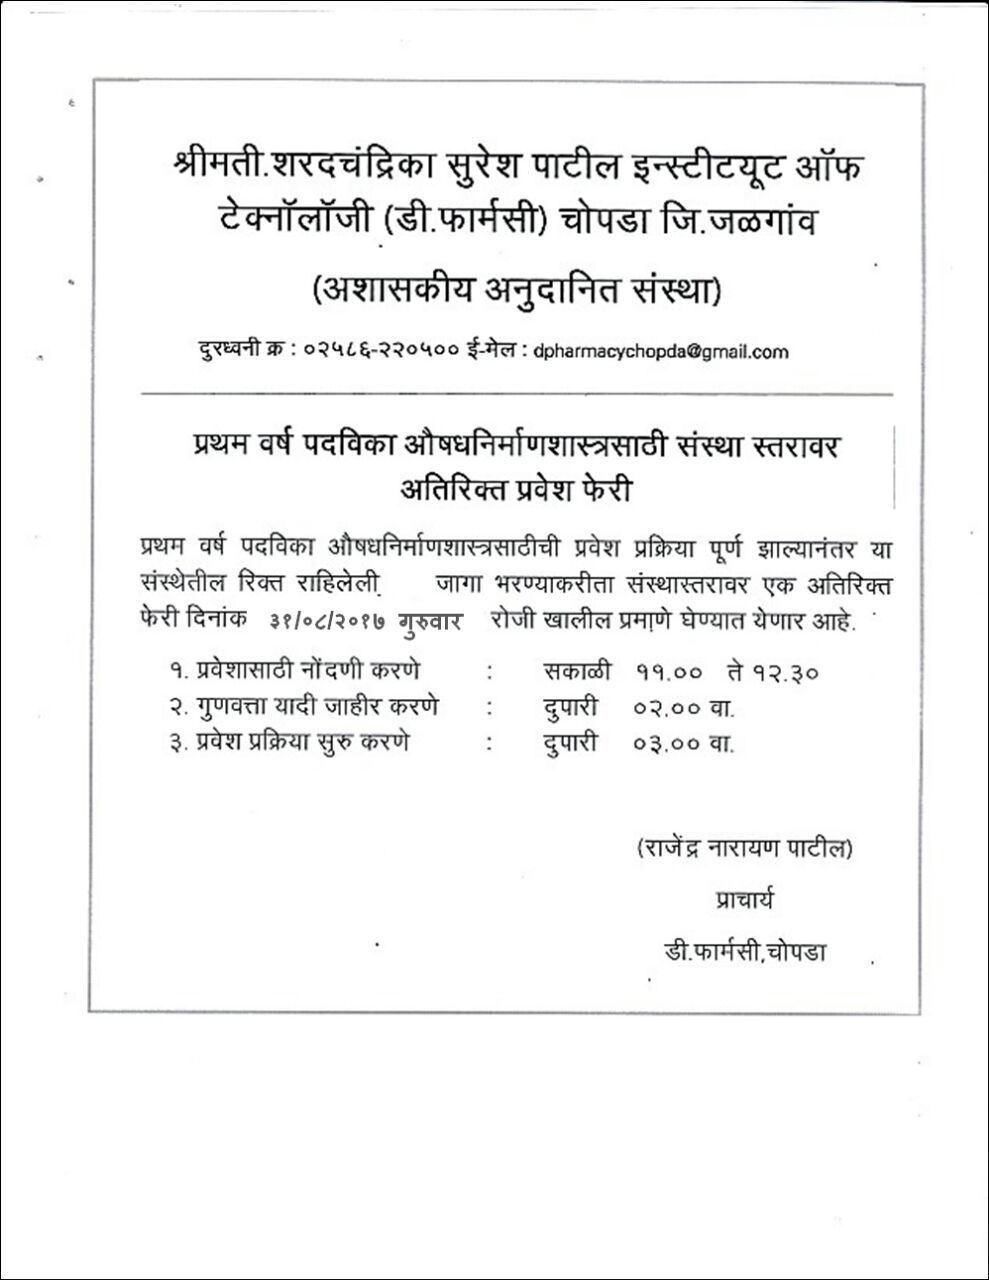 श्रीमती.शरदचंद्रिका सुरेश पाटील इन्स्टीटयूट ऑफ
टेक्नॉलॉजी (डी.फार्मसी) चोपडा जि.जळगांव
(अशासकीय अनुदानित संस्था)
दुरध्वनी क्र : ०२५८६-२२०५०० ई-मेल : dpharmacychopda@gmail.com
प्रथम वर्ष पदविका औषधनिर्माणशास्त्रसाठी संस्था स्तरावर
अतिरिक्त प्रवेश फेरी
प्रथम वर्ष पदविका औषधनिर्माणशास्त्रसाठीची प्रवेश प्रक्रिया पूर्ण झाल्यानंतर या
संस्थेतील रिक्त राहिलेली जागा भरण्याकरीता संस्थास्तरावर एक अतिरिक्त
फेरी दिनांक ३१/०८/२०१७ गुरुवार रोजी खालील प्रमाणे घेण्यात येणार आहे.
१. प्रवेशासाठी नोंदणी करणे : सकाळी ११.०० ते १२.३०
२. गुणवत्ता यादी जाहीर करणे : दुपारी ०२.०० वा.
३. प्रवेश प्रक्रिया सुरु करणे : दुपारी ०३.०० वा.
(राजेंद्र नारायण पाटील)
प्राचार्य
डी.फार्मसी,चोपडा